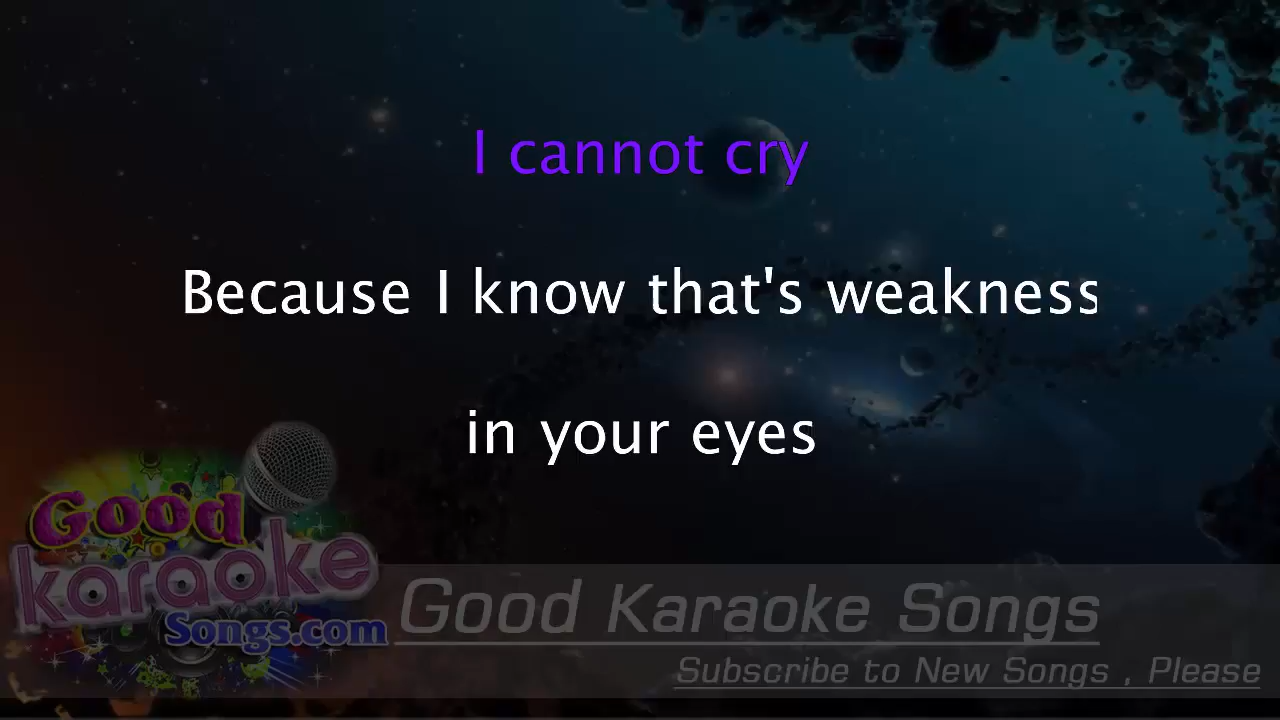 I cannot cry
Because I know that's weakness
in your eyes
Good
karaoke
Songs.com
Good Karaoke Songs
Subscribe to New Songs , Please